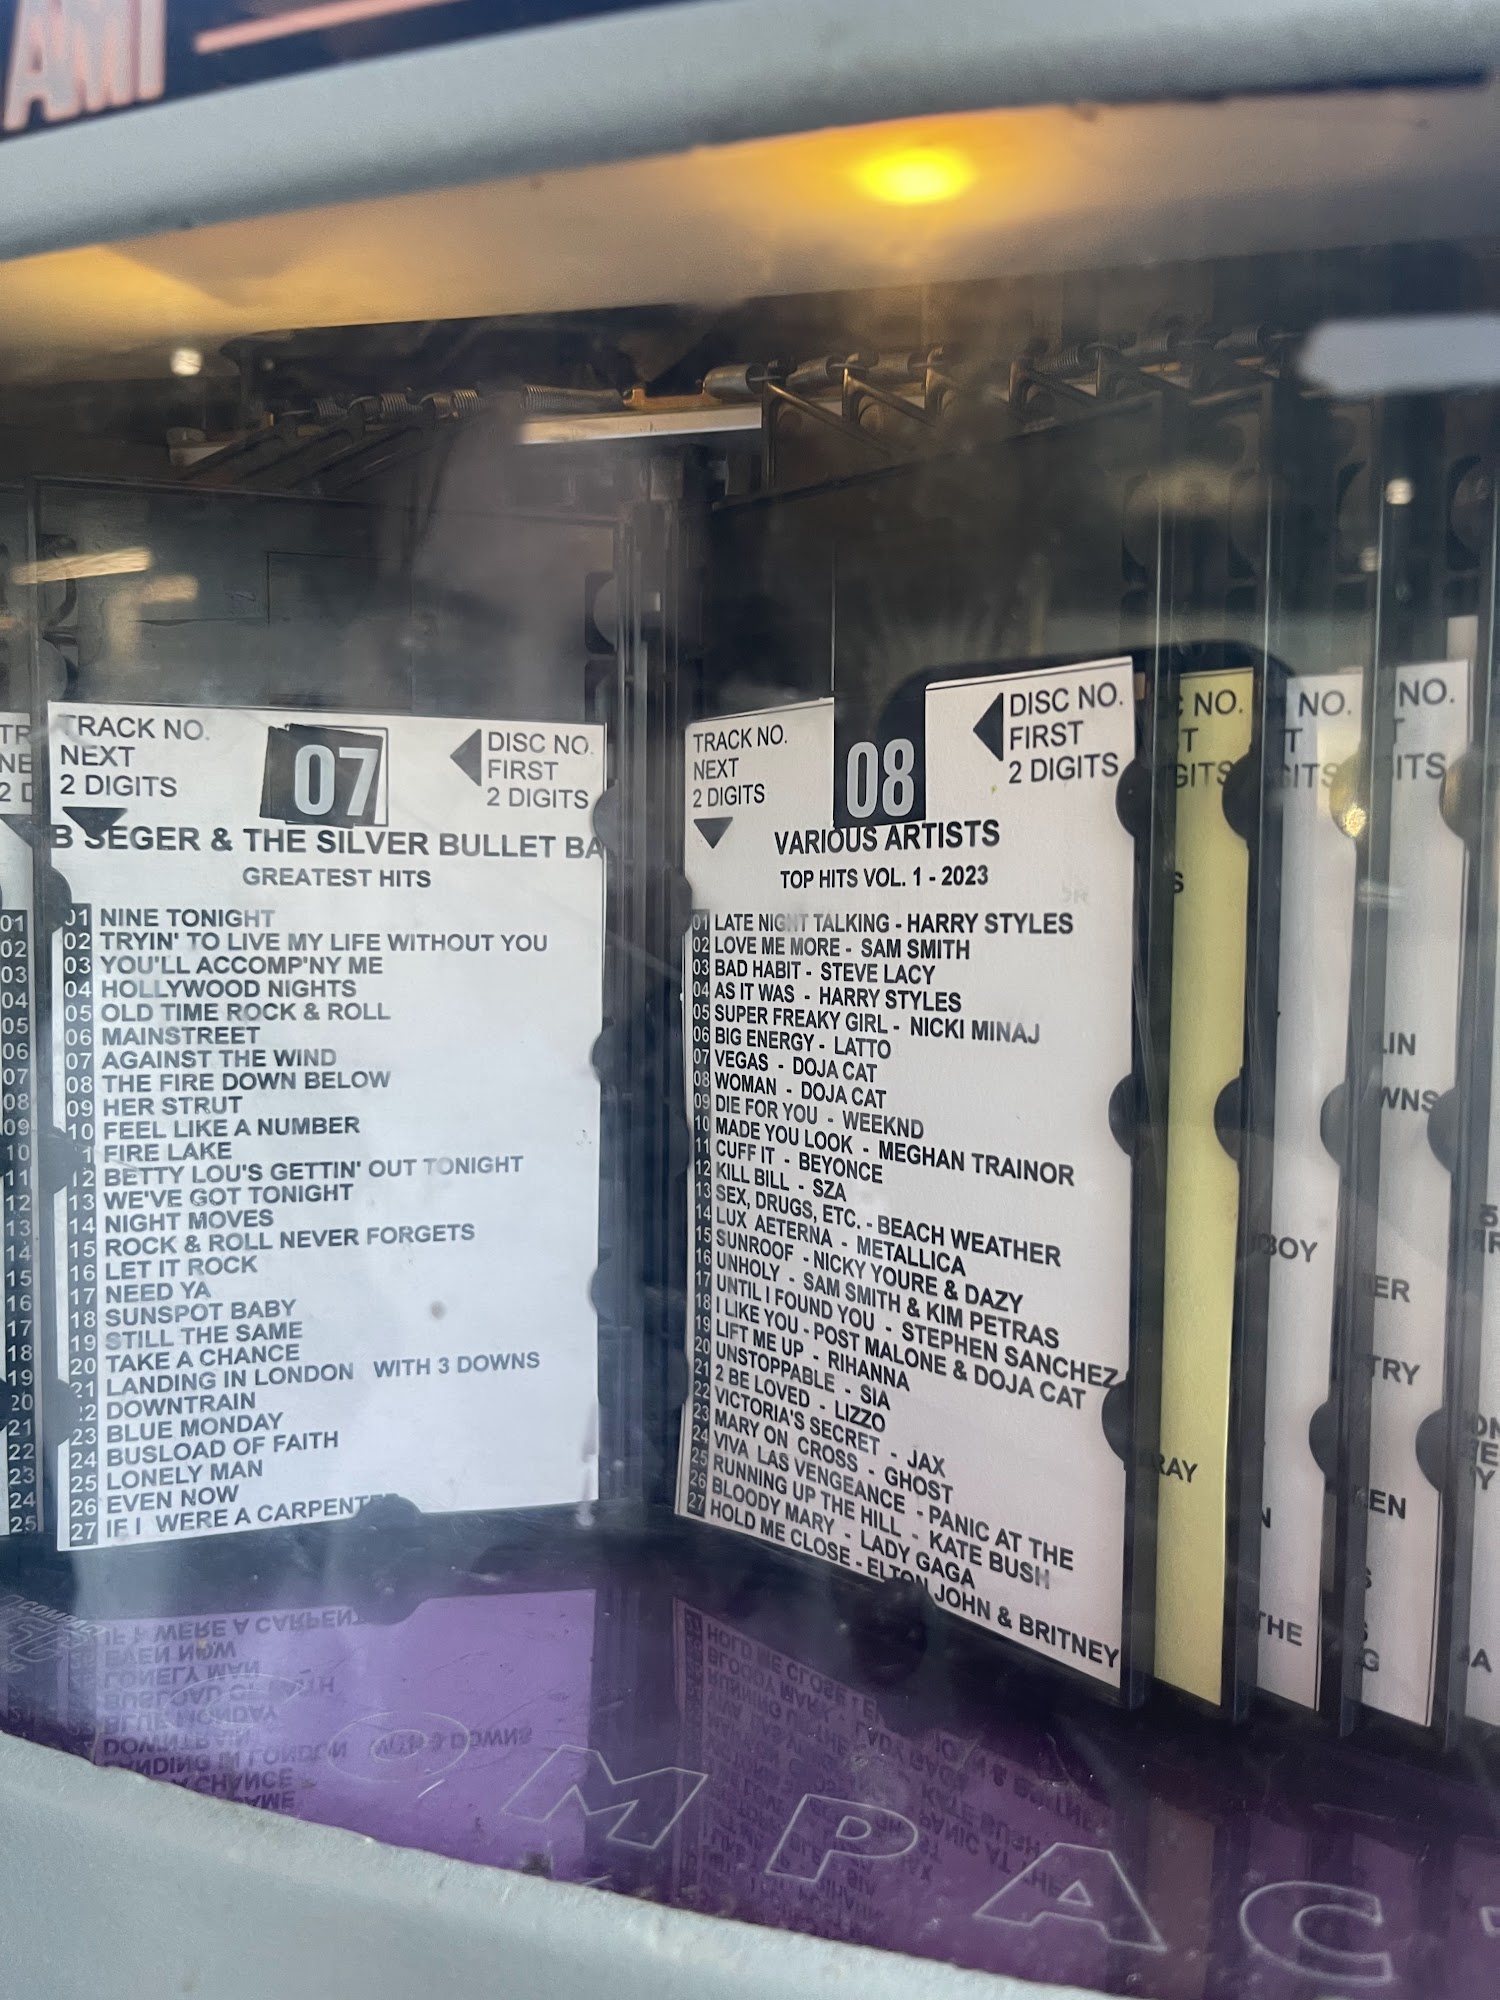 AMI
TRACK NO.
NEXT
2 DIGITS
07
DISC NO.
FIRST
2 DIGITS
B SEGER & THE SILVER BULLET BA
GREATEST HITS
01 NINE TONIGHT
02 TRYIN' TO LIVE MY LIFE WITHOUT YOU
03 YOU'LL ACCOMP'NY ME
04 HOLLYWOOD NIGHTS
05 OLD TIME ROCK & ROLL
06 MAINSTREET
07 AGAINST THE WIND
08 THE FIRE DOWN BELOW
09 HER STRUT
10 FEEL LIKE A NUMBER
1 FIRE LAKE
12 BETTY LOU'S GETTIN' OUT TONIGHT
13 WE'VE GOT TONIGHT
14 NIGHT MOVES
15 ROCK & ROLL NEVER FORGETS
16 LET IT ROCK
17 NEED YA
18 SUNSPOT BABY
19 STILL THE SAME
20 TAKE A CHANCE
21 LANDING IN LONDON WITH 3 DOWNS
22 DOWNTRAIN
23 BLUE MONDAY
24 BUSLOAD OF FAITH
25 LONELY MAN
26 EVEN NOW
27 IF I WERE A CARPENTE
TRACK NO.
NEXT
2 DIGITS
08
DISC NO.
FIRST
2 DIGITS
VARIOUS ARTISTS
TOP HITS VOL. 1 - 2023
01 LATE NIGHT TALKING - HARRY STYLES
02 LOVE ME MORE - SAM SMITH
03 BAD HABIT - STEVE LACY
04 AS IT WAS - HARRY STYLES
05 SUPER FREAKY GIRL - NICKI MINAJ
06 BIG ENERGY - LATTO
07 VEGAS - DOJA CAT
08 WOMAN - DOJA CAT
09 DIE FOR YOU - WEEKND
10 MADE YOU LOOK - MEGHAN TRAINOR
11 CUFF IT - BEYONCE
12 KILL BILL - SZA
13 SEX, DRUGS, ETC. - BEACH WEATHER
14 LUX AETERNA - METALLICA
15 SUNROOF - NICKY YOURE & DAZY
16 UNHOLY - SAM SMITH & KIM PETRAS
17 UNTIL I FOUND YOU - STEPHEN SANCHEZ
18 I LIKE YOU - POST MALONE & DOJA CAT
19 LIFT ME UP - RIHANNA
20 UNSTOPPABLE - SIA
21 2 BE LOVED - LIZZO
22 VICTORIA'S SECRET - JAX
23 MARY ON CROSS - GHOST
24 VIVA LAS VENGEANCE - PANIC AT THE
25 RUNNING UP THE HILL - KATE BUSH
26 BLOODY MARY - LADY GAGA
27 HOLD ME CLOSE - ELTON JOHN & BRITNEY
NO.
NO.
NO.
OMPAC